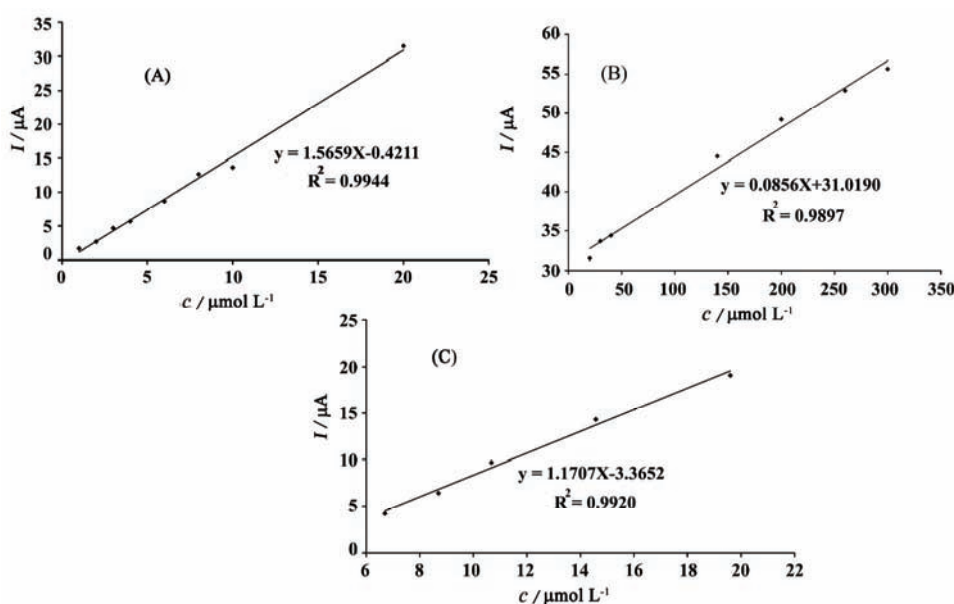 35
30
25
20
15
10
5
0
I / µA
(A)
y = 1.5659X-0.4211
R² = 0.9944
0 5 10 15 20 25
c / µmol L⁻¹
60
55
50
45
40
35
30
I / µA
(B)
y = 0.0856X+31.0190
R² = 0.9897
0 50 100 150 200 250 300 350
c / µmol L⁻¹
25
20
15
10
5
0
I / µA
(C)
y = 1.1707X-3.3652
R² = 0.9920
6 8 10 12 14 16 18 20 22
c / µmol L⁻¹